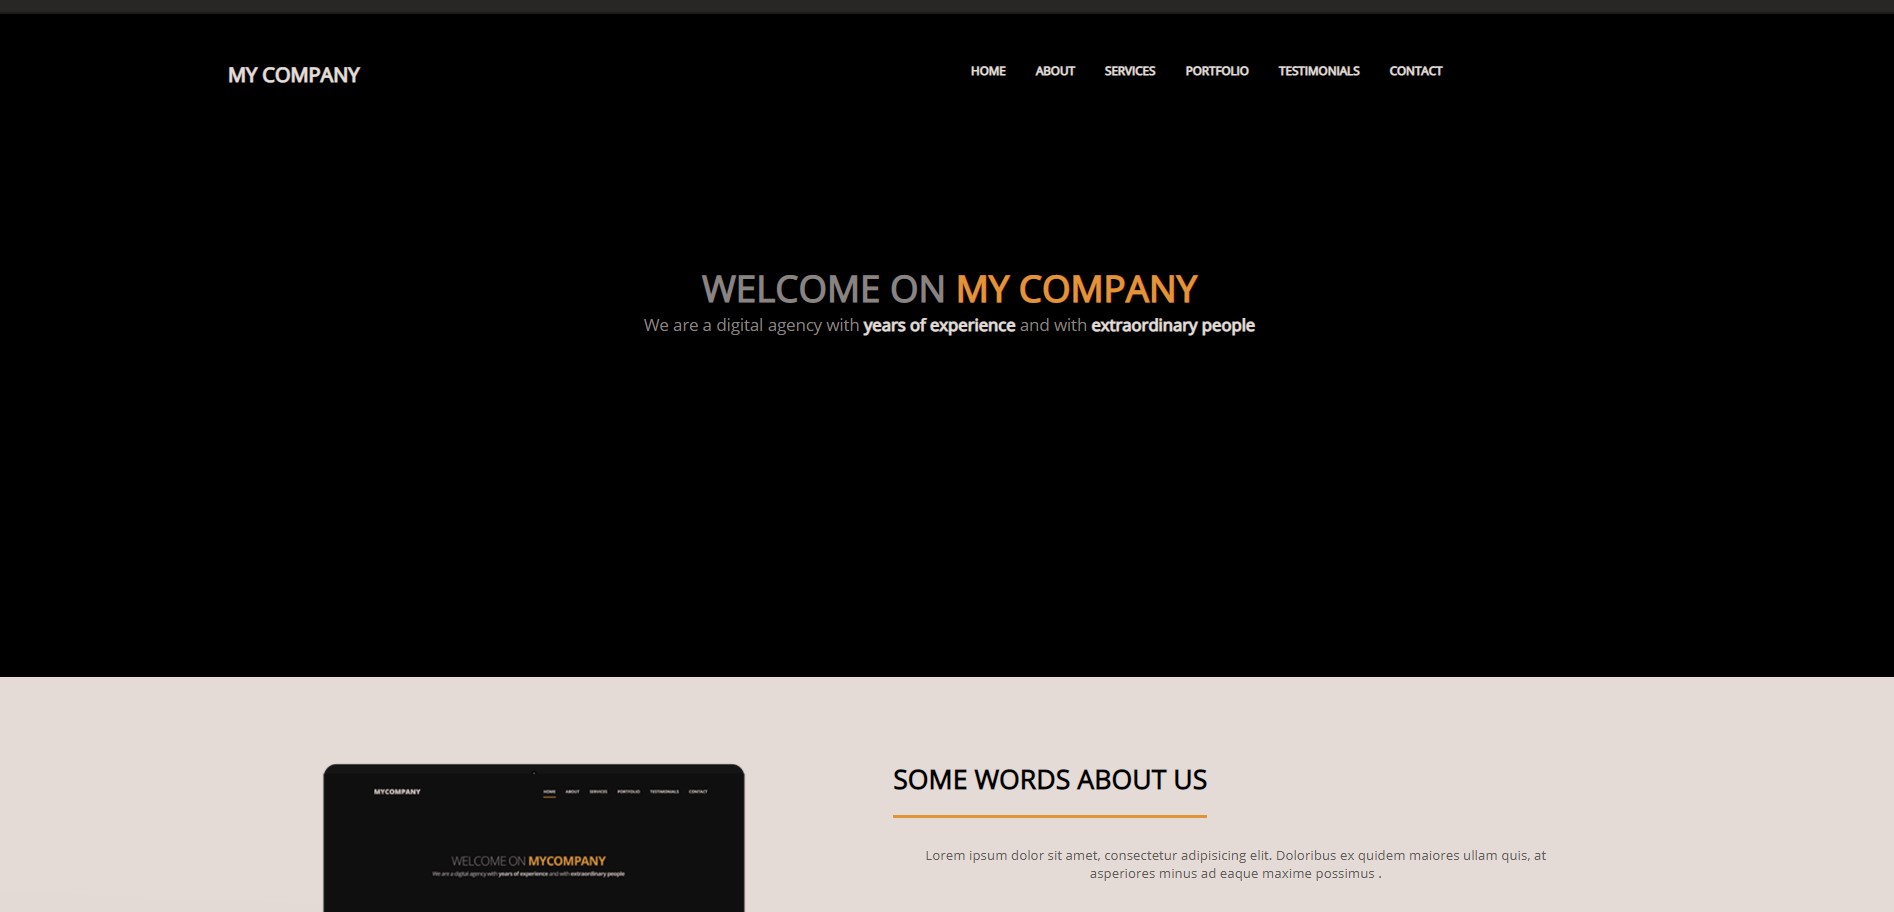 MY COMPANY
HOME ABOUT SERVICES PORTFOLIO TESTIMONIALS CONTACT
WELCOME ON MY COMPANY
We are a digital agency with years of experience and with extraordinary people
SOME WORDS ABOUT US
Lorem ipsum dolor sit amet, consectetur adipisicing elit. Doloribus ex quidem maiores ullam quis, at
asperiores minus ad eaque maxime possimus .
MYCOMPANY
HOME ABOUT SERVICES PORTFOLIO TESTIMONIALS CONTACT
WELCOME ON MYCOMPANY
We are a digital agency with years of experience and with extraordinary people